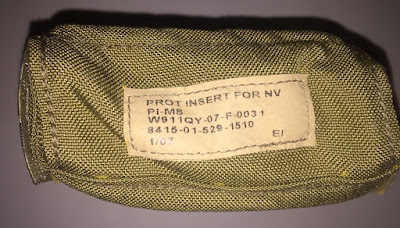 PROT INSERT FOR NV
PI-MS
W911QY-07-F-0031
8415-01-529-1510
1/07 EI